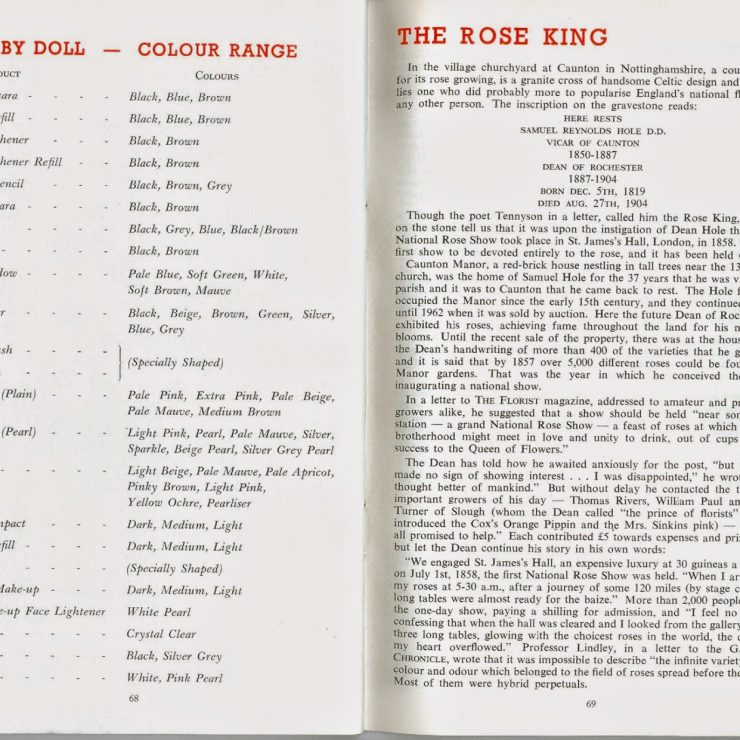 BY DOLL — COLOUR RANGE
COLOURS
Black, Blue, Brown
Black, Blue, Brown
Black, Brown
Refill - - Black, Brown
Black, Brown, Grey
Black, Brown
Black, Grey, Blue, Black/Brown
Black, Brown
Pale Blue, Soft Green, White,
Soft Brown, Mauve
Black, Beige, Brown, Green, Silver,
Blue, Grey
(Specially Shaped)
(Plain) - - Pale Pink, Extra Pink, Pale Beige,
Pale Mauve, Medium Brown
(Pearl) - - Light Pink, Pearl, Pale Mauve, Silver,
Sparkle, Beige Pearl, Silver Grey Pearl
Light Beige, Pale Mauve, Pale Apricot,
Pinky Brown, Light Pink,
Yellow Ochre, Pearliser
Dark, Medium, Light
Dark, Medium, Light
(Specially Shaped)
Make-up - - - Dark, Medium, Light
Face Lightener White Pearl
Crystal Clear
Black, Silver Grey
White, Pink Pearl
68
THE ROSE KING
In the village churchyard at Caunton in Nottinghamshire, a
for its rose growing, is a granite cross of handsome Celtic design and
lies one who did probably more to popularise England's national
any other person. The inscription on the gravestone reads:
HERE RESTS
SAMUEL REYNOLDS HOLE D.D.
VICAR OF CAUNTON
1850-1887
DEAN OF ROCHESTER
1887-1904
BORN DEC. 5TH, 1819
DIED AUG. 27TH, 1904
Though the poet Tennyson in a letter, called him the Rose King,
on the stone tell us that it was upon the instigation of Dean Hole
National Rose Show took place in St. James's Hall, London, in 1858.
first show to be devoted entirely to the rose, and it has been held
Caunton Manor, a red-brick house nestling in tall trees near the
church, was the home of Samuel Hole for the 37 years that he was
parish and it was to Caunton that he came back to rest. The Hole
occupied the Manor since the early 15th century, and they continued
until 1962 when it was sold by auction. Here the future Dean of
exhibited his roses, achieving fame throughout the land for his
blooms. Until the recent sale of the property, there was at the
the Dean's handwriting of more than 400 of the varieties that he
and it is said that by 1857 over 5,000 different roses could be
Manor gardens. That was the year in which he conceived the
inaugurating a national show.
In a letter to THE FLORIST magazine, addressed to amateur and
growers alike, he suggested that a show should be held "near
station — a grand National Rose Show — a feast of roses at which
brotherhood might meet in love and unity to drink, out of cups
success to the Queen of Flowers."
The Dean has told how he awaited anxiously for the post, "but
made no sign of showing interest . . . I was disappointed," he
thought better of mankind." But without delay he contacted the
important growers of his day — Thomas Rivers, William Paul and
Turner of Slough (whom the Dean called "the prince of florists"
introduced the Cox's Orange Pippin and the Mrs. Sinkins pink) —
all promised to help." Each contributed £5 towards expenses and
but let the Dean continue his story in his own words:
"We engaged St. James's Hall, an expensive luxury at 30 guineas a
on July 1st, 1858, the first National Rose Show was held. "When I
my roses at 5-30 a.m., after a journey of some 120 miles (by stage
long tables were almost ready for the baize." More than 2,000
the one-day show, paying a shilling for admission, and "I feel no
confessing that when the hall was cleared and I looked from the gallery
three long tables, glowing with the choicest roses in the world, the
my heart overflowed." Professor Lindley, in a letter to the
CHRONICLE, wrote that it was impossible to describe "the infinite
colour and odour which belonged to the field of roses spread before
Most of them were hybrid perpetuals.
69